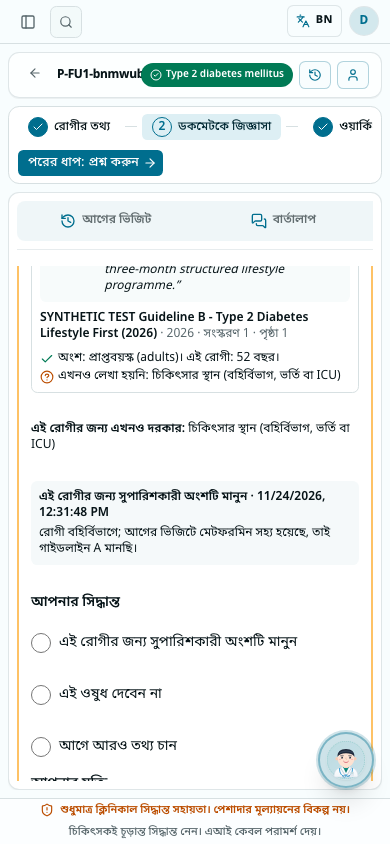 BN
D
Type 2 diabetes mellitus
রোগীর তথ্য
2
ডকমেটকে জিজ্ঞাসা
পরের ধাপ: প্রশ্ন করুন
আগের ভিজিট
বার্তালাপ
three-month structured lifestyle
programme.”
SYNTHETIC TEST Guideline B - Type 2 Diabetes
Lifestyle First (2026) · 2026 · সংস্করণ 1 · পৃষ্ঠা 1
অংশ: প্রাপ্তবয়স্ক (adults)। এই রোগী: 52 বছর।
এখনও লেখা হয়নি: চিকিৎসার স্থান (বহির্বিভাগ, ভর্তি বা ICU)
এই রোগীর জন্য এখনও দরকার: চিকিৎসার স্থান (বহির্বিভাগ, ভর্তি বা
ICU)
এই রোগীর জন্য সুপারিশকারী অংশটি মানুন · 11/24/2026,
12:31:48 PM
রোগী বহির্বিভাগে; আগের ভিজিটে মেটফরমিন সহ্য হয়েছে, তাই
গাইডলাইন A মানছি।
আপনার সিদ্ধান্ত
এই রোগীর জন্য সুপারিশকারী অংশটি মানুন
এই ওষুধ দেবেন না
আগে আরও তথ্য চান
শুধুমাত্র ক্লিনিকাল সিদ্ধান্ত সহায়তা। পেশাদার মূল্যায়নের বিকল্প নয়।
চিকিৎসকই চূড়ান্ত সিদ্ধান্ত নেন। এআই কেবল পরামর্শ দেয়।